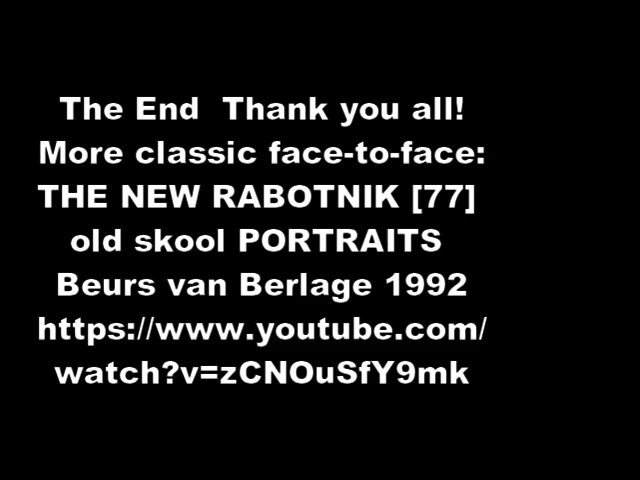 The End  Thank you all!
More classic face-to-face:
THE NEW RABOTNIK [77]
old skool PORTRAITS
Beurs van Berlage 1992
https://www.youtube.com/
watch?v=zCNOuSfY9mk